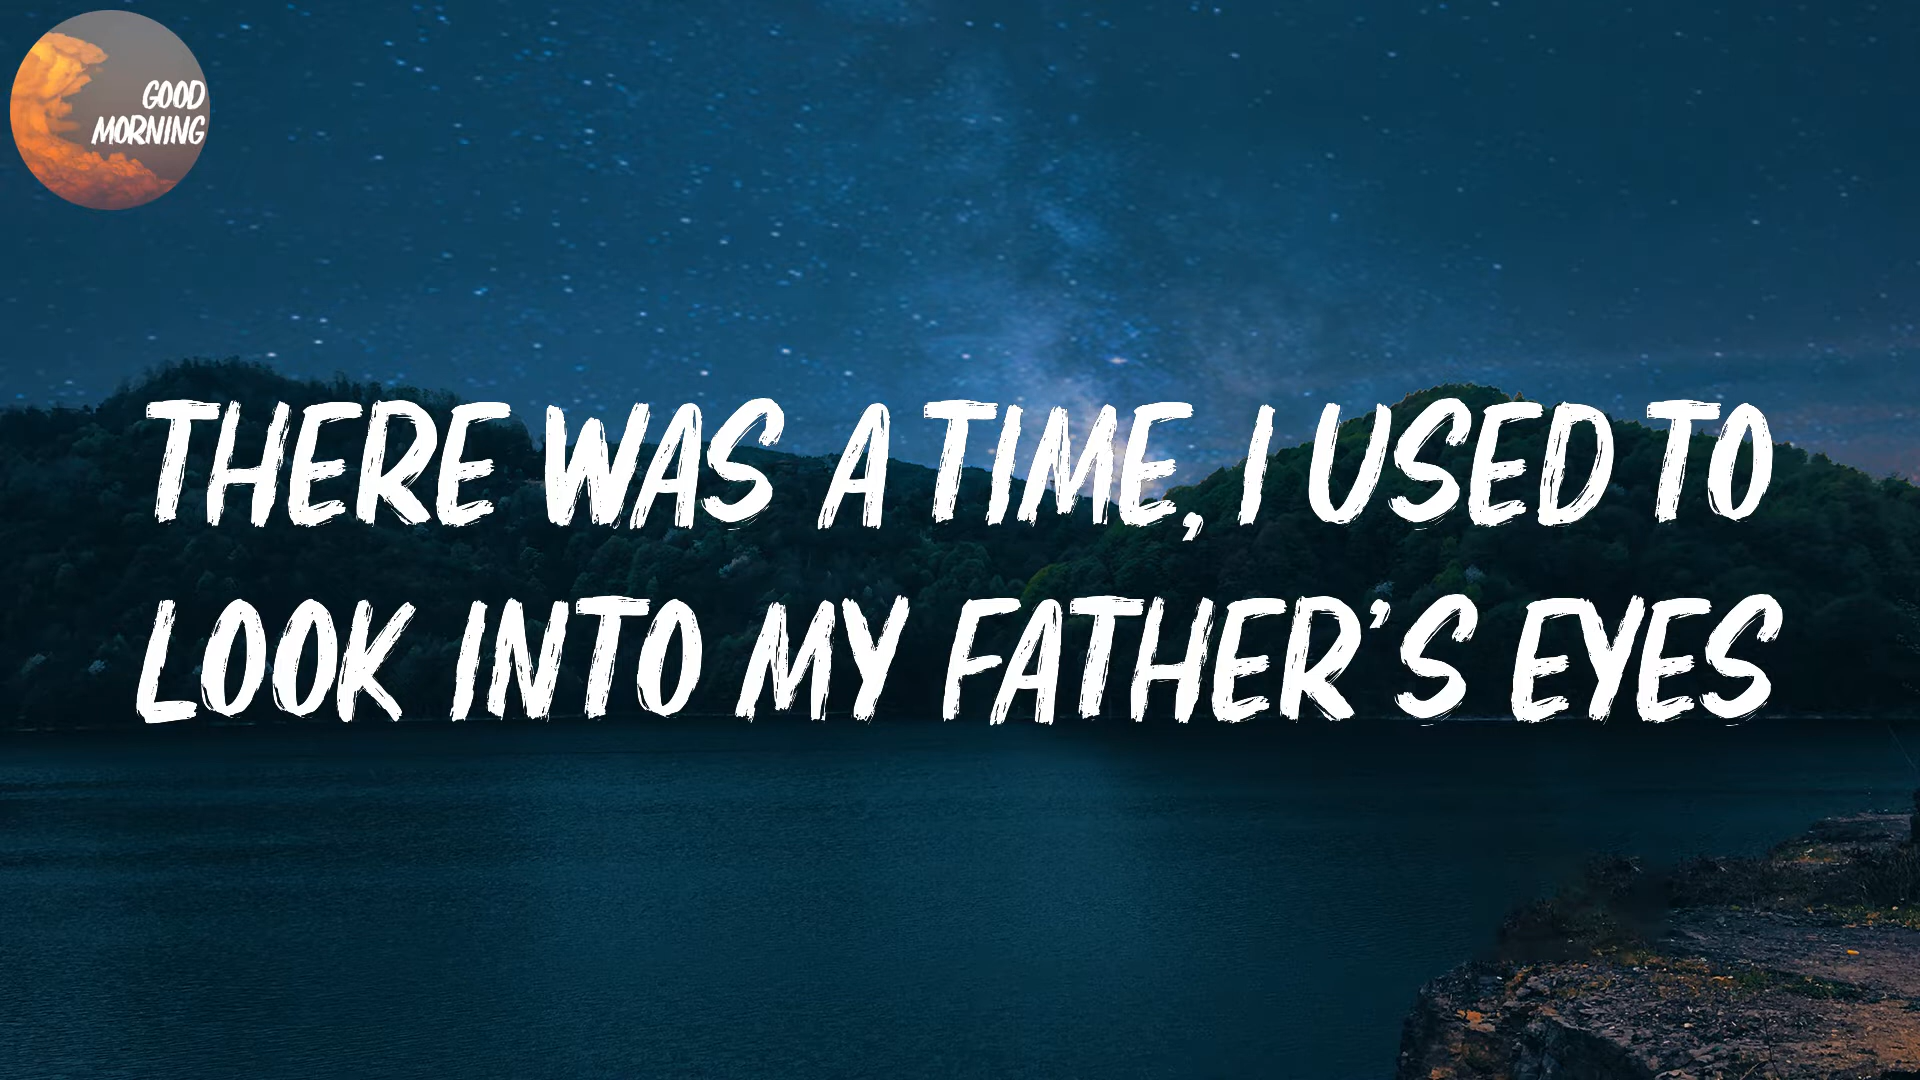 GOOD
MORNING
THERE WAS A TIME, I USED TO
LOOK INTO MY FATHER'S EYES